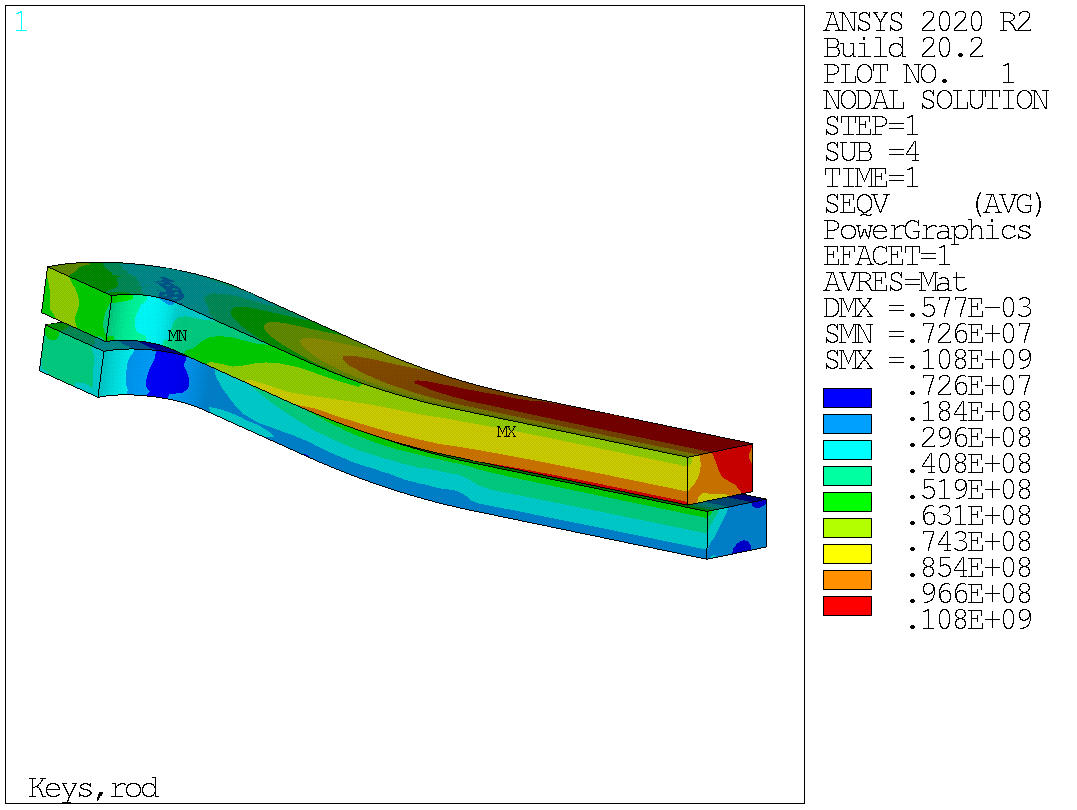 1
ANSYS 2020 R2
Build 20.2
PLOT NO.   1
NODAL SOLUTION
STEP=1
SUB =4
TIME=1
SEQV     (AVG)
PowerGraphics
EFACET=1
AVRES=Mat
DMX =.577E-03
SMN =.726E+07
SMX =.108E+09
.726E+07
.184E+08
.296E+08
.408E+08
.519E+08
.631E+08
.743E+08
.854E+08
.966E+08
.108E+09
MN
MX
Keys,rod